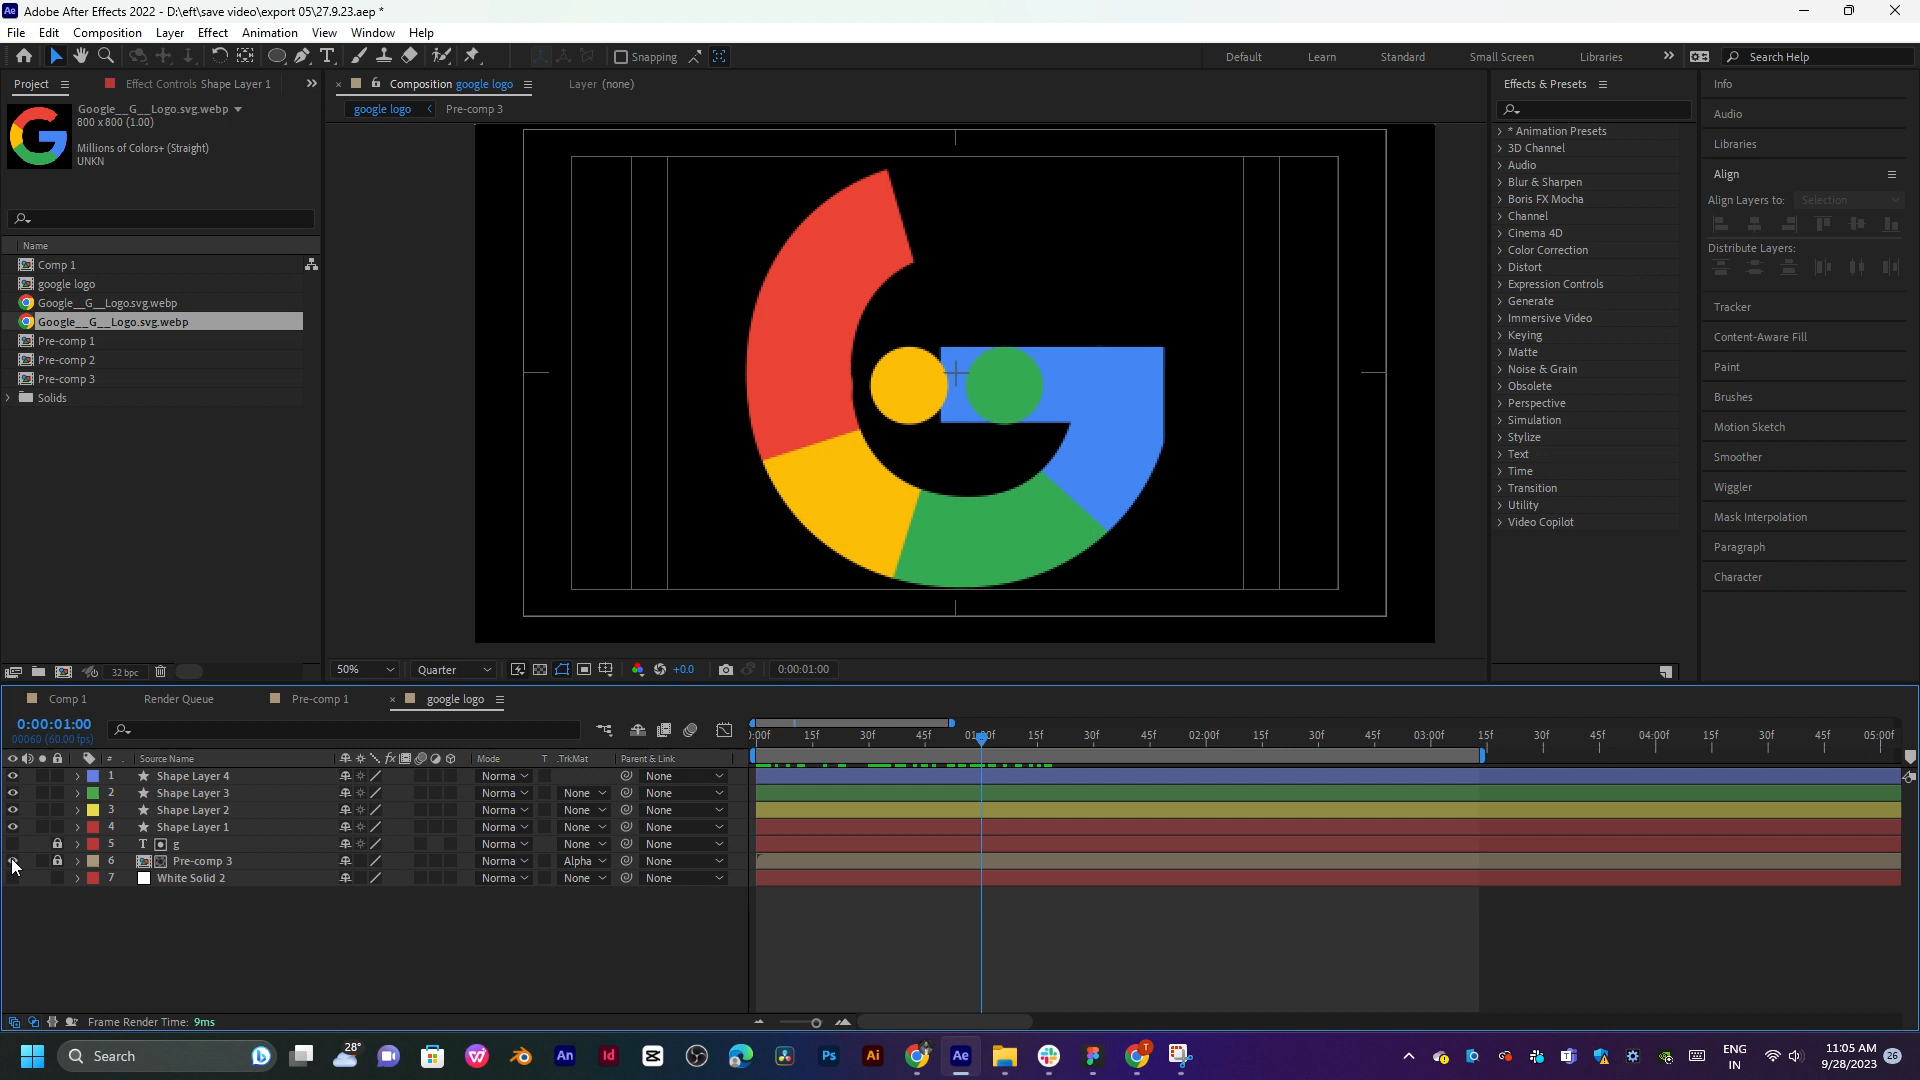 Ae Adobe After Effects 2022 - D:\eft\save video\export 05\27.9.23.aep *
File Edit Composition Layer Effect Animation View Window Help
Snapping
Default Learn Standard Small Screen Libraries Search Help
Project Effect Controls Shape Layer 1
Composition google logo Layer (none)
google logo Pre-comp 3
Google__G__Logo.svg.webp
800 x 800 (1.00)
Millions of Colors+ (Straight)
UNKN
Name
Comp 1
google logo
Google__G__Logo.svg.webp
Google__G__Logo.svg.webp
Pre-comp 1
Pre-comp 2
Pre-comp 3
Solids
32 bpc
50% Quarter +0.0 0:00:01:00
Effects & Presets
* Animation Presets
3D Channel
Audio
Blur & Sharpen
Boris FX Mocha
Channel
Cinema 4D
Color Correction
Distort
Expression Controls
Generate
Immersive Video
Keying
Matte
Noise & Grain
Obsolete
Perspective
Simulation
Stylize
Text
Time
Transition
Utility
Video Copilot
Info
Audio
Libraries
Align
Align Layers to: Selection
Distribute Layers:
Tracker
Content-Aware Fill
Paint
Brushes
Motion Sketch
Smoother
Wiggler
Mask Interpolation
Paragraph
Character
Comp 1 Render Queue Pre-comp 1 google logo
0:00:01:00
00060 (60.00 fps)
:00f 15f 30f 45f 01:00f 15f 30f 45f 02:00f 15f 30f 45f 03:00f 15f 30f 45f 04:00f 15f 30f 45f 05:00f
# Source Name fx Mode T .TrkMat Parent & Link
1 Shape Layer 4 Norma None
2 Shape Layer 3 Norma None None
3 Shape Layer 2 Norma None None
4 Shape Layer 1 Norma None None
5 T g Norma None None
6 Pre-comp 3 Norma Alpha None
7 White Solid 2 Norma None None
Frame Render Time: 9ms
Search 28° An Id Ps Ai Ae T
ENG
IN
11:05 AM
9/28/2023 26